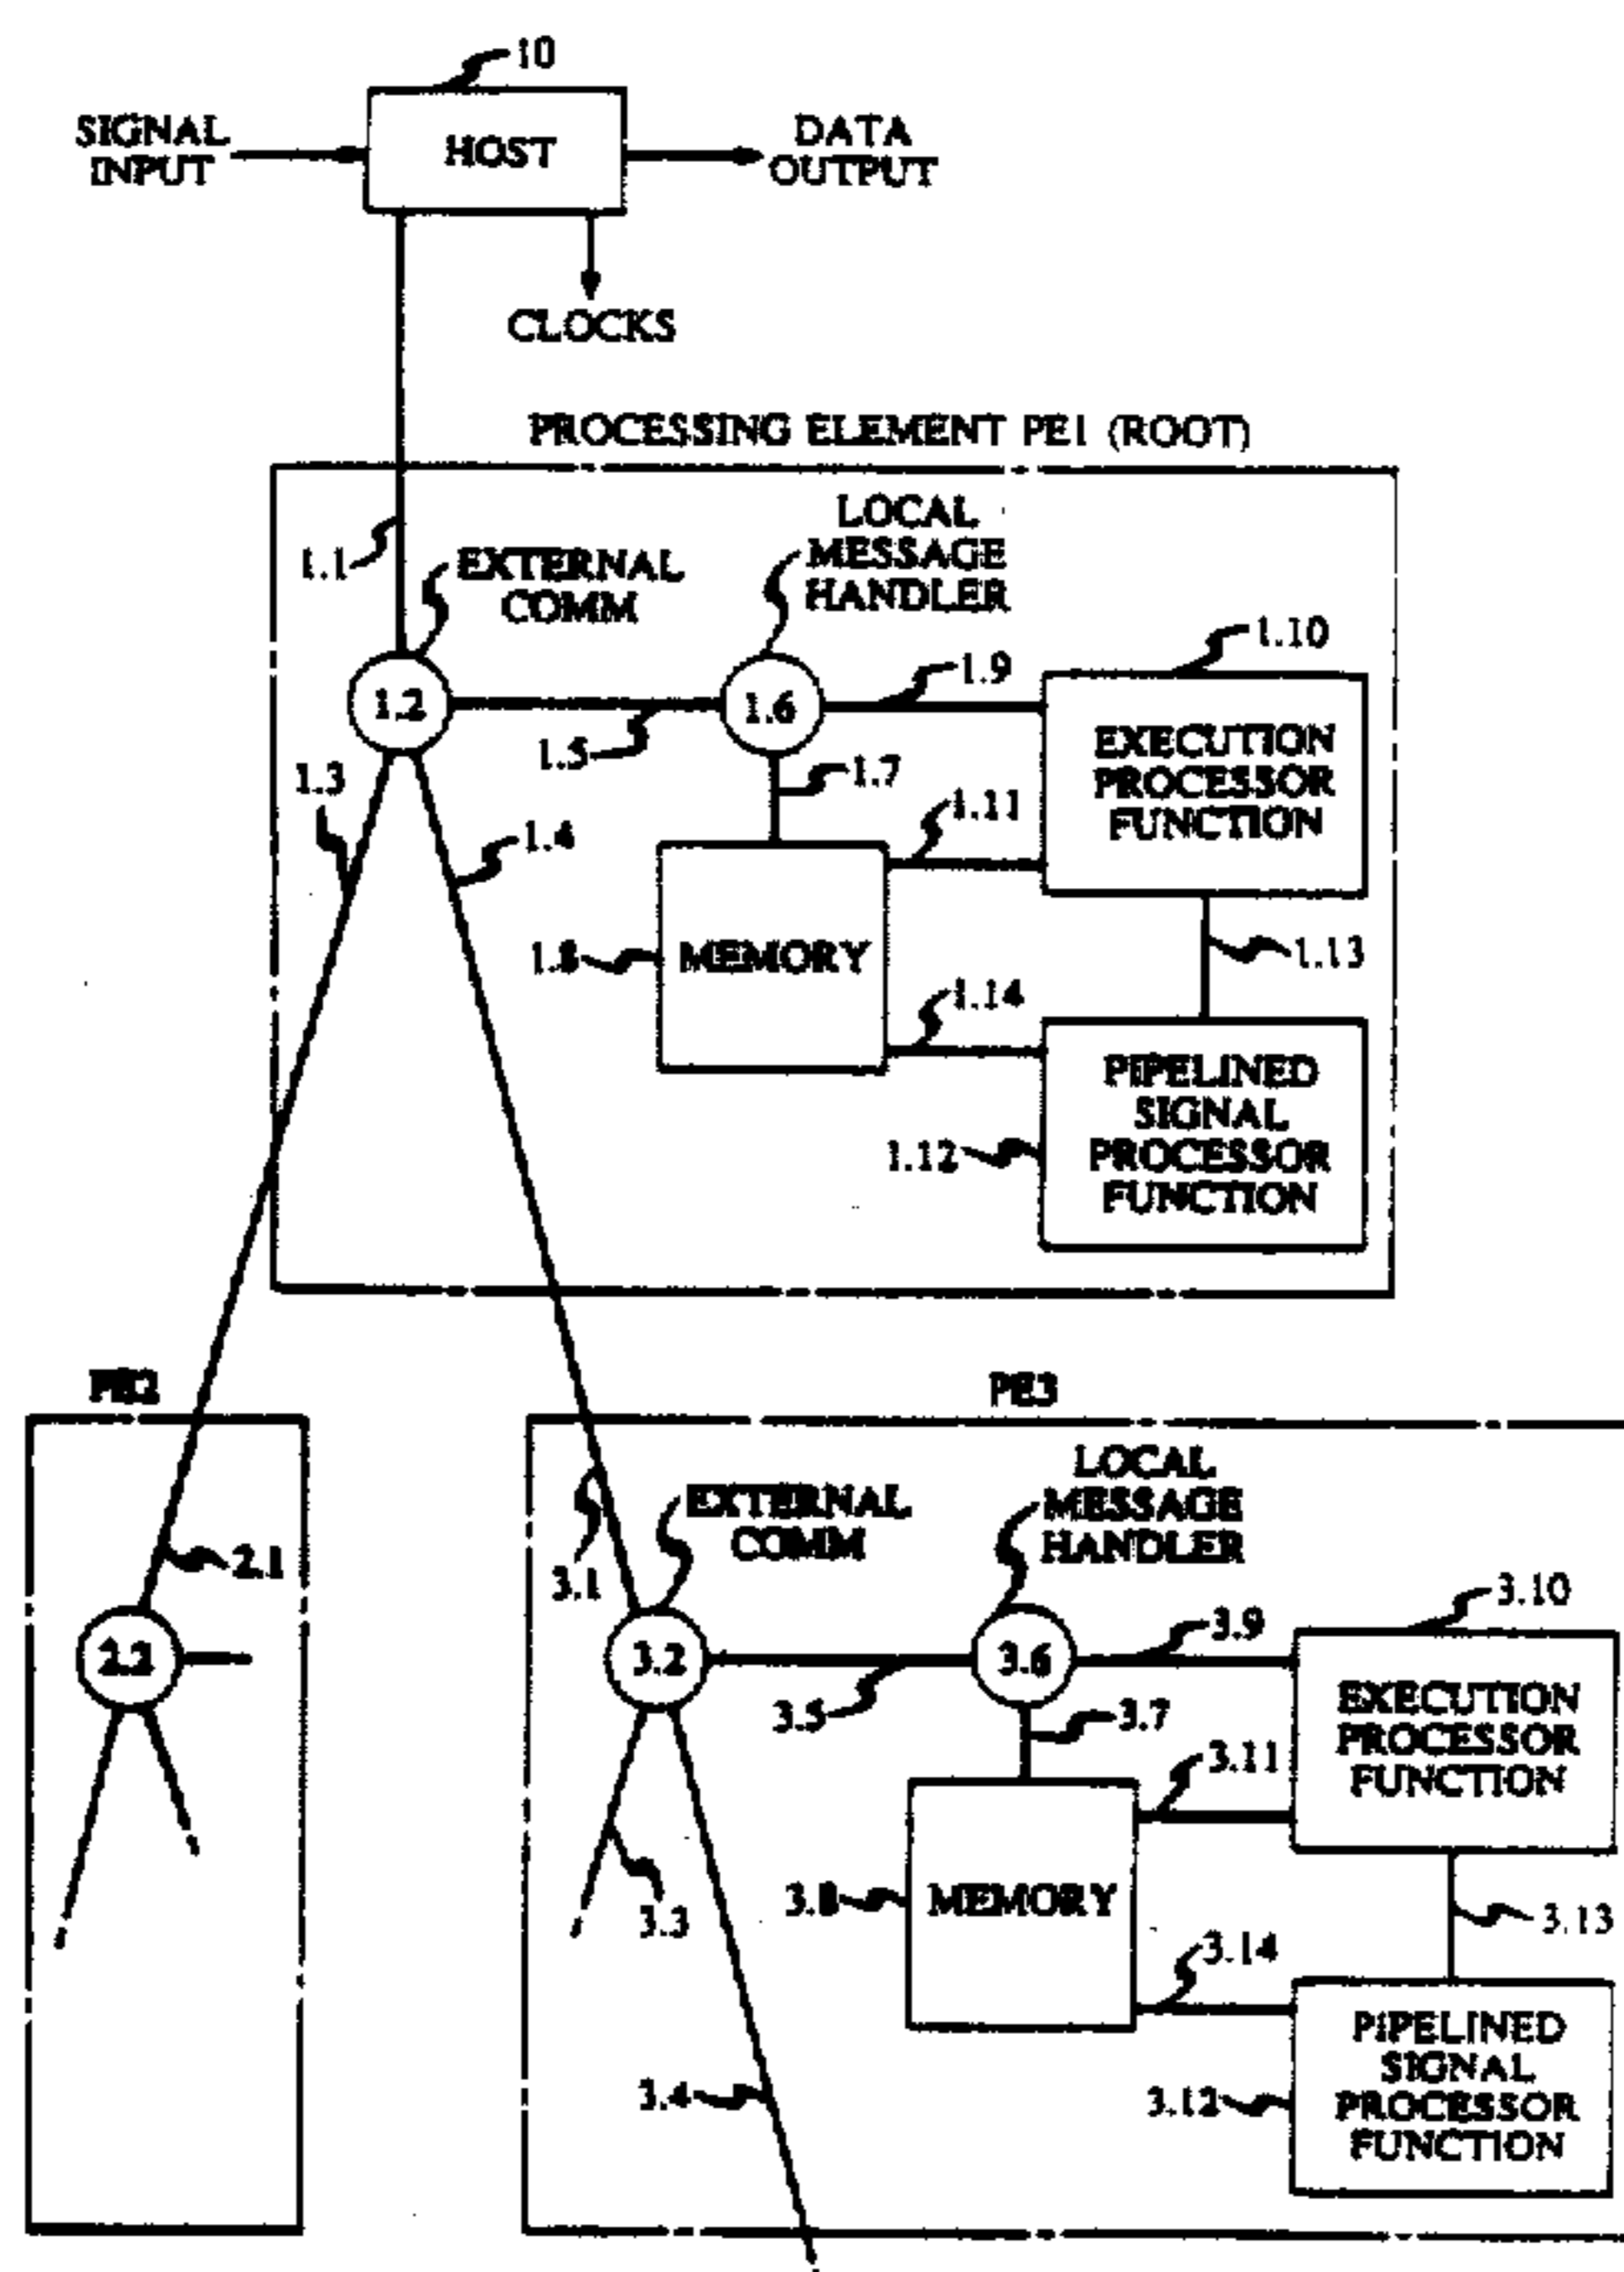 10
SIGNAL
INPUT
HOST
DATA
OUTPUT
CLOCKS
PROCESSING ELEMENT PE1 (ROOT)
1.1
EXTERNAL
COMM
LOCAL
MESSAGE
HANDLER
1.2
1.5
1.6
1.9
1.10
EXECUTION
PROCESSOR
FUNCTION
1.3
1.4
1.7
1.11
1.8
MEMORY
1.13
1.14
1.12
PIPELINED
SIGNAL
PROCESSOR
FUNCTION
PE2
2.1
2.2
PE3
3.1
EXTERNAL
COMM
LOCAL
MESSAGE
HANDLER
3.2
3.5
3.6
3.9
3.10
EXECUTION
PROCESSOR
FUNCTION
3.7
3.11
3.3
3.8
MEMORY
3.13
3.14
3.4
3.12
PIPELINED
SIGNAL
PROCESSOR
FUNCTION